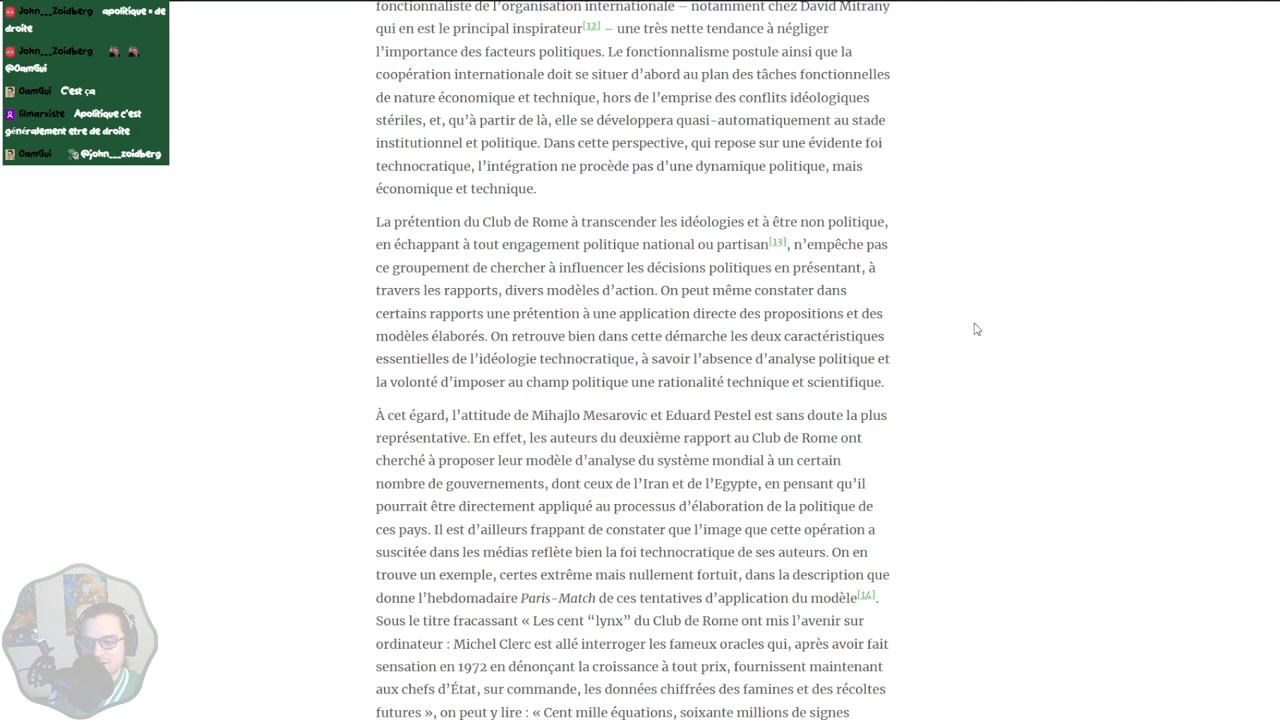 John___Zoidberg apolitique = de
droite
John___Zoidberg
@OamGui
OamGui C'est ça
lilmarxiste Apolitique c'est
généralement etre de droite
OamGui @john___zoidberg
fonctionnaliste de l’organisation internationale – notamment chez David Mitrany
qui en est le principal inspirateur[12] – une très nette tendance à négliger
l’importance des facteurs politiques. Le fonctionnalisme postule ainsi que la
coopération internationale doit se situer d’abord au plan des tâches fonctionnelles
de nature économique et technique, hors de l’emprise des conflits idéologiques
stériles, et, qu’à partir de là, elle se développera quasi-automatiquement au stade
institutionnel et politique. Dans cette perspective, qui repose sur une évidente foi
technocratique, l’intégration ne procède pas d’une dynamique politique, mais
économique et technique.
La prétention du Club de Rome à transcender les idéologies et à être non politique,
en échappant à tout engagement politique national ou partisan[13], n’empêche pas
ce groupement de chercher à influencer les décisions politiques en présentant, à
travers les rapports, divers modèles d’action. On peut même constater dans
certains rapports une prétention à une application directe des propositions et des
modèles élaborés. On retrouve bien dans cette démarche les deux caractéristiques
essentielles de l’idéologie technocratique, à savoir l’absence d’analyse politique et
la volonté d’imposer au champ politique une rationalité technique et scientifique.
À cet égard, l’attitude de Mihajlo Mesarovic et Eduard Pestel est sans doute la plus
représentative. En effet, les auteurs du deuxième rapport au Club de Rome ont
cherché à proposer leur modèle d’analyse du système mondial à un certain
nombre de gouvernements, dont ceux de l’Iran et de l’Egypte, en pensant qu’il
pourrait être directement appliqué au processus d’élaboration de la politique de
ces pays. Il est d’ailleurs frappant de constater que l’image que cette opération a
suscitée dans les médias reflète bien la foi technocratique de ses auteurs. On en
trouve un exemple, certes extrême mais nullement fortuit, dans la description que
donne l’hebdomadaire Paris-Match de ces tentatives d’application du modèle[14].
Sous le titre fracassant « Les cent “lynx” du Club de Rome ont mis l’avenir sur
ordinateur : Michel Clerc est allé interroger les fameux oracles qui, après avoir fait
sensation en 1972 en dénonçant la croissance à tout prix, fournissent maintenant
aux chefs d’État, sur commande, les données chiffrées des famines et des récoltes
futures », on peut y lire : « Cent mille équations, soixante millions de signes